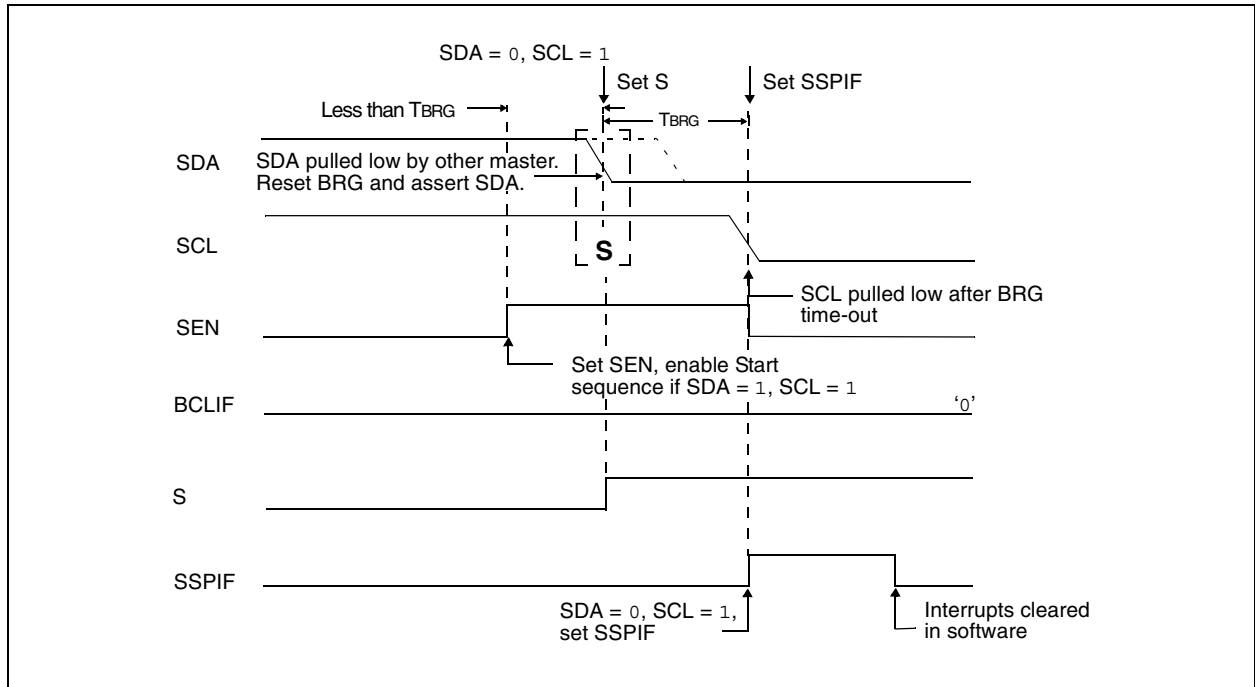 SDA = 0, SCL = 1
Set S
Set SSPIF
Less than TBRG
TBRG
SDA
SDA pulled low by other master.
Reset BRG and assert SDA.
SCL
S
SCL pulled low after BRG
time-out
SEN
Set SEN, enable Start
sequence if SDA = 1, SCL = 1
BCLIF
‘0’
S
SSPIF
SDA = 0, SCL = 1,
set SSPIF
Interrupts cleared
in software